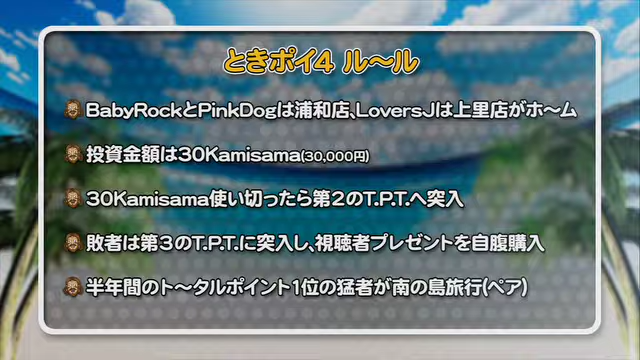 ときポイ4 ル〜ル
BabyRockとPinkDogは浦和店、LoversJは上里店がホ〜ム
投資金額は30Kamisama(30,000円)
30Kamisama使い切ったら第2のT.P.T.へ突入
敗者は第3のT.P.T.に突入し、視聴者プレゼントを自腹購入
半年間のト〜タルポイント1位の猛者が南の島旅行(ペア)